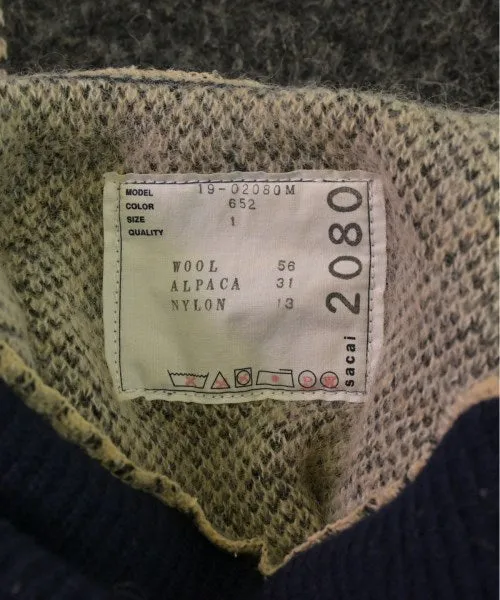 MODEL 19-02080M
COLOR 652
SIZE 1
QUALITY
WOOL 56
ALPACA 31
NYLON 13
sacai 2080